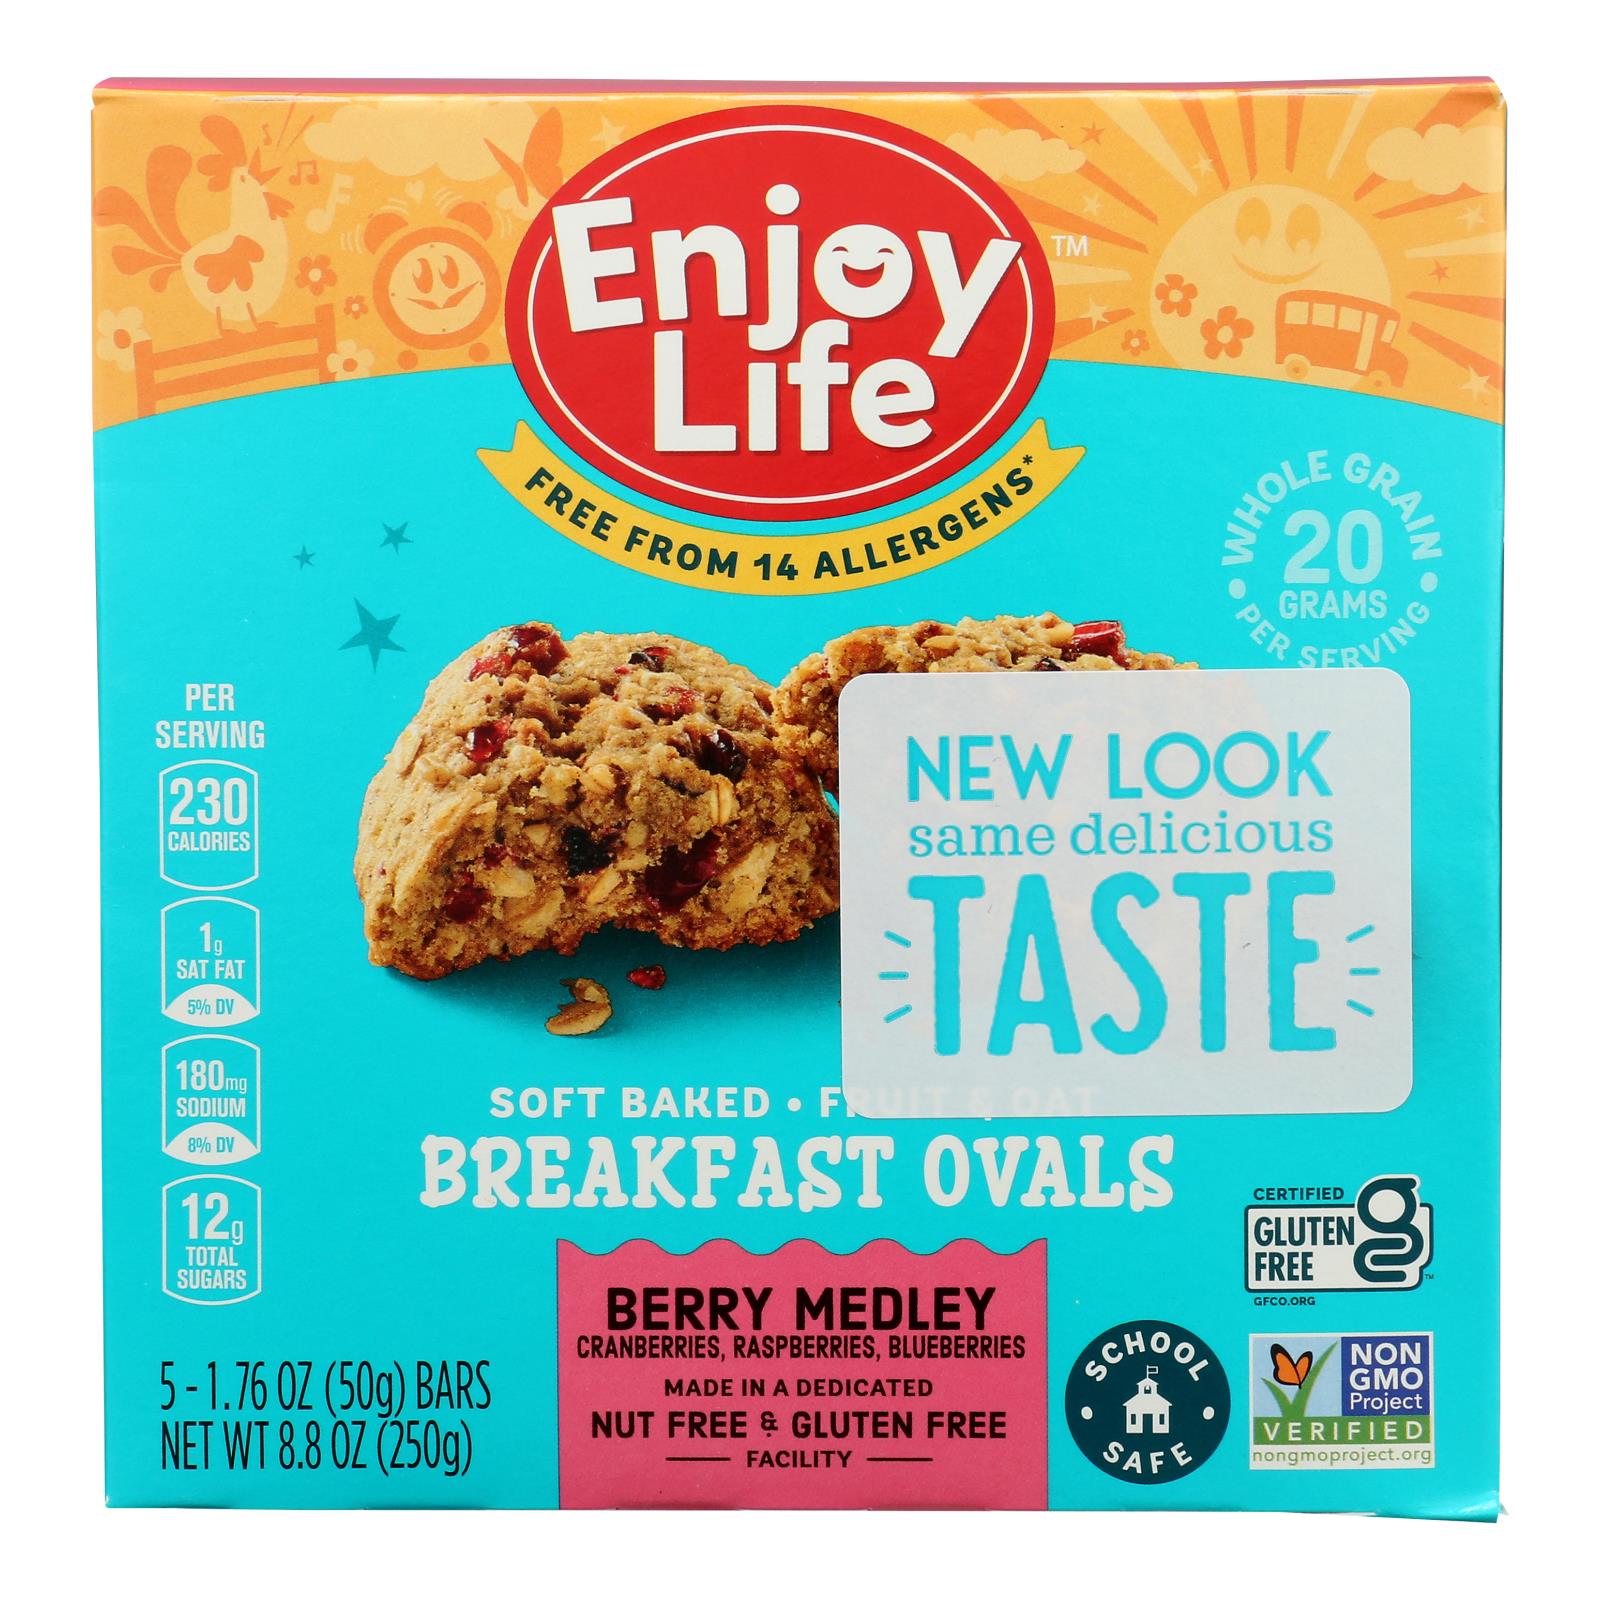 Enjoy
Life
TM
FREE FROM 14 ALLERGENS*
WHOLE GRAIN
20
GRAMS
PER SERVING
PER
SERVING
230
CALORIES
1g
SAT FAT
5% DV
180mg
SODIUM
8% DV
12g
TOTAL
SUGARS
NEW LOOK
same delicious
TASTE
SOFT BAKED • FRUIT & OAT
BREAKFAST OVALS
BERRY MEDLEY
CRANBERRIES, RASPBERRIES, BLUEBERRIES
MADE IN A DEDICATED
NUT FREE & GLUTEN FREE
FACILITY
5 - 1.76 OZ (50g) BARS
NET WT 8.8 OZ (250g)
SCHOOL
SAFE
CERTIFIED
GLUTEN
FREE
g
TM
GFCO.ORG
NON
GMO
Project
VERIFIED
nongmoproject.org